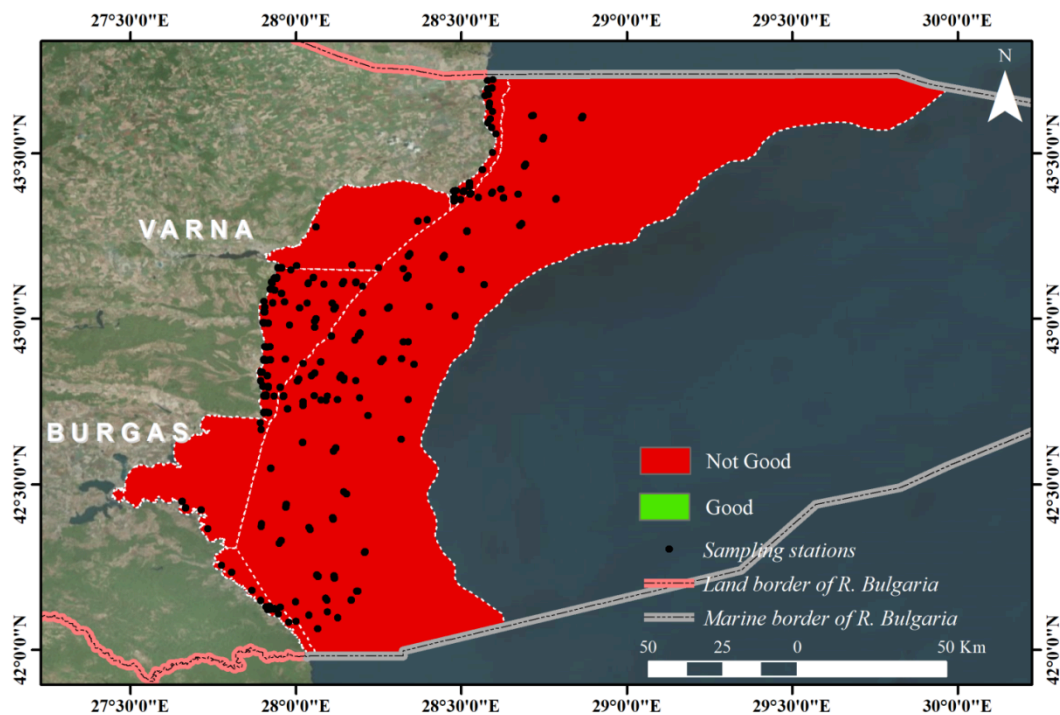 27°30'0"E 28°0'0"E 28°30'0"E 29°0'0"E 29°30'0"E 30°0'0"E
N
43°30'0"N 43°30'0"N
VARNA
43°0'0"N 43°0'0"N
BURGAS
Not Good
42°30'0"N 42°30'0"N
Good
Sampling stations
Land border of R. Bulgaria
Marine border of R. Bulgaria
42°0'0"N 42°0'0"N
50 25 0 50 Km
27°30'0"E 28°0'0"E 28°30'0"E 29°0'0"E 29°30'0"E 30°0'0"E